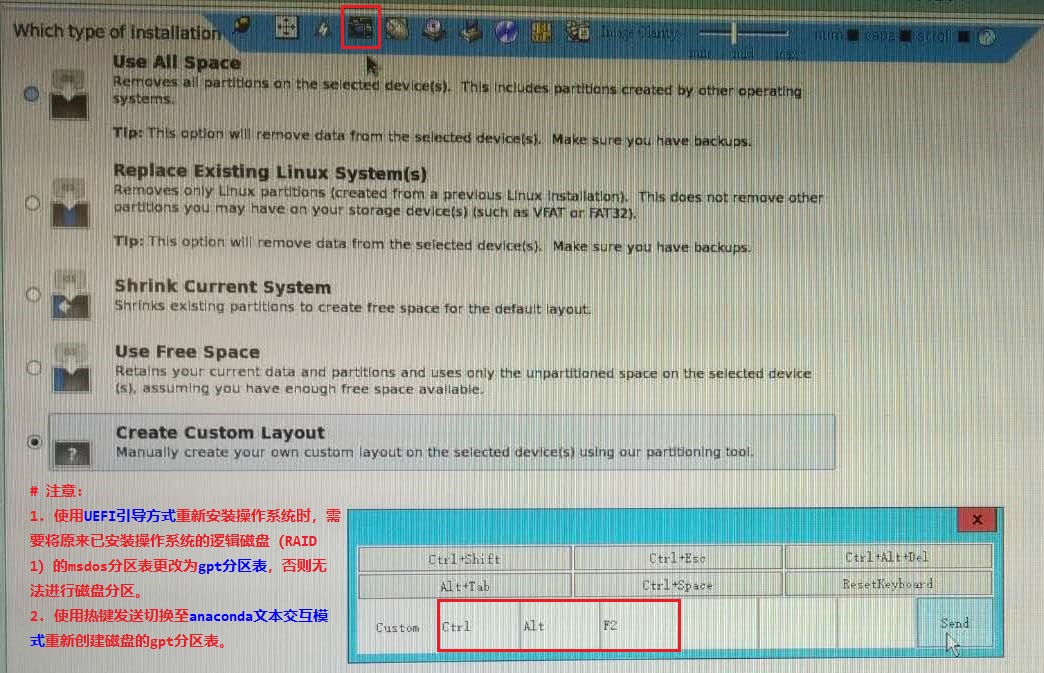 Which type of installation
Image Clarity
min mid max
num caps scroll
Use All Space
Removes all partitions on the selected device(s). This includes partitions created by other operating
systems.
Tip: This option will remove data from the selected device(s). Make sure you have backups.
Replace Existing Linux System(s)
Removes only Linux partitions (created from a previous Linux installation). This does not remove other
partitions you may have on your storage device(s) (such as VFAT or FAT32).
Tip: This option will remove data from the selected device(s). Make sure you have backups.
Shrink Current System
Shrinks existing partitions to create free space for the default layout.
Use Free Space
Retains your current data and partitions and uses only the unpartitioned space on the selected device
(s), assuming you have enough free space available.
Create Custom Layout
Manually create your own custom layout on the selected device(s) using our partitioning tool.
# 注意:
1. 使用UEFI引导方式重新安装操作系统时，需
要将原来已安装操作系统的逻辑磁盘（RAID
1）的msdos分区表更改为gpt分区表，否则无
法进行磁盘分区。
2. 使用热键发送切换至anaconda文本交互模
式重新创建磁盘的gpt分区表。
Ctrl+Shift Ctrl+Esc Ctrl+Alt+Del
Alt+Tab Ctrl+Space ResetKeyboard
Custom Ctrl Alt F2 Send